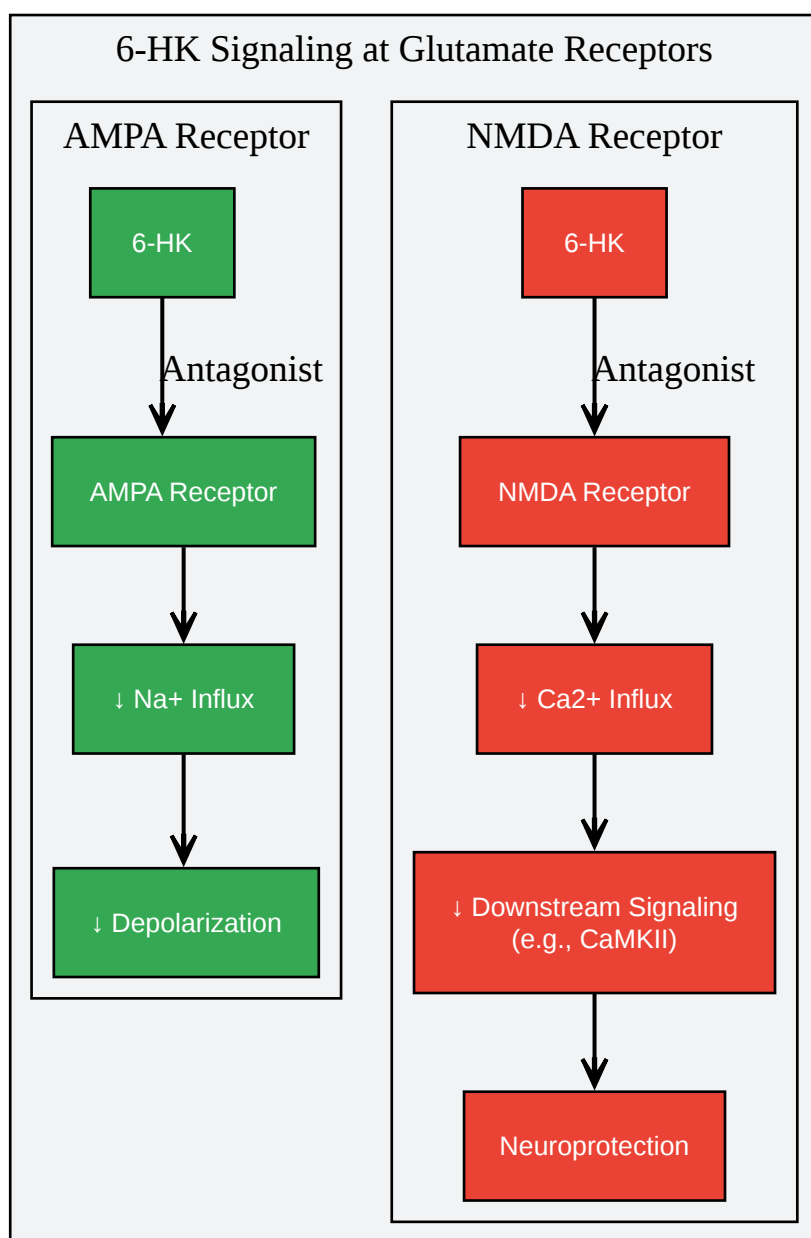 6-HK Signaling at Glutamate Receptors
AMPA Receptor
6-HK
Antagonist
AMPA Receptor
↓ Na+ Influx
↓ Depolarization
NMDA Receptor
6-HK
Antagonist
NMDA Receptor
↓ Ca2+ Influx
↓ Downstream Signaling
(e.g., CaMKII)
Neuroprotection